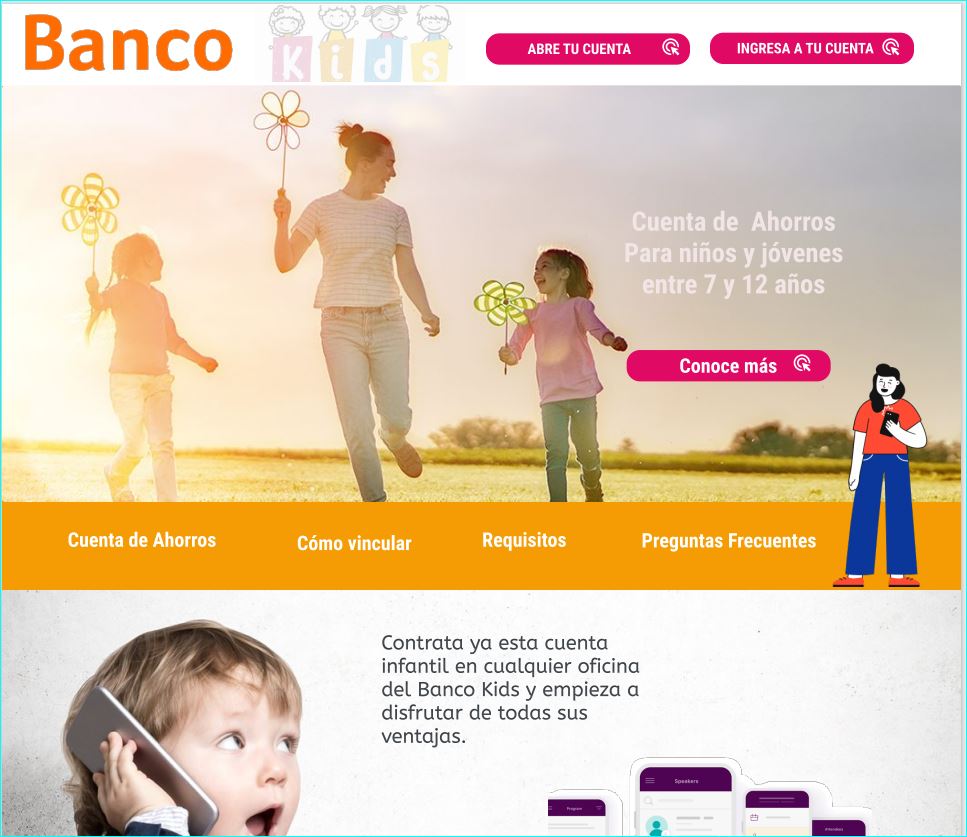 Banco
Kids
ABRE TU CUENTA
INGRESA A TU CUENTA
Cuenta de Ahorros
Para niños y jóvenes
entre 7 y 12 años
Conoce más
Cuenta de Ahorros
Cómo vincular
Requisitos
Preguntas Frecuentes
Contrata ya esta cuenta
infantil en cualquier oficina
del Banco Kids y empieza a
disfrutar de todas sus
ventajas.
Speakers
Program
Attendees